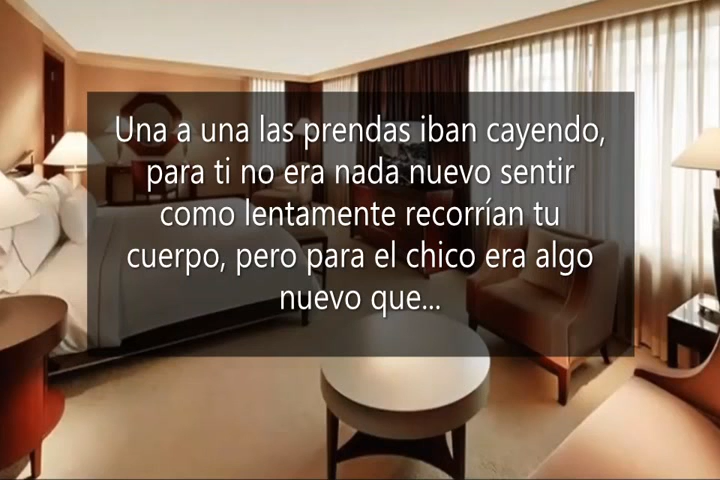 Una a una las prendas iban cayendo,
para ti no era nada nuevo sentir
como lentamente recorrían tu
cuerpo, pero para el chico era algo
nuevo que...